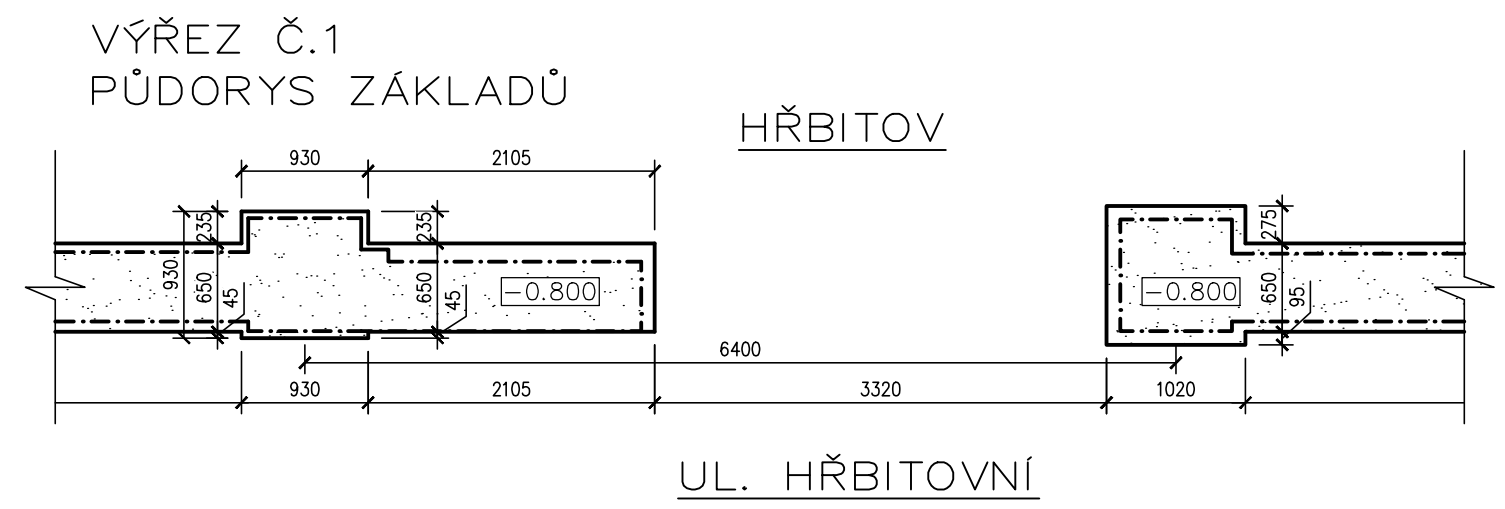 VÝŘEZ Č.1
PŮDORYS ZÁKLADŮ
HŘBITOV
930 2105
235 235 275
930 650 45 650 45 -0.800 -0.800 650 95
6400
930 2105 3320 1020
UL. HŘBITOVNÍ